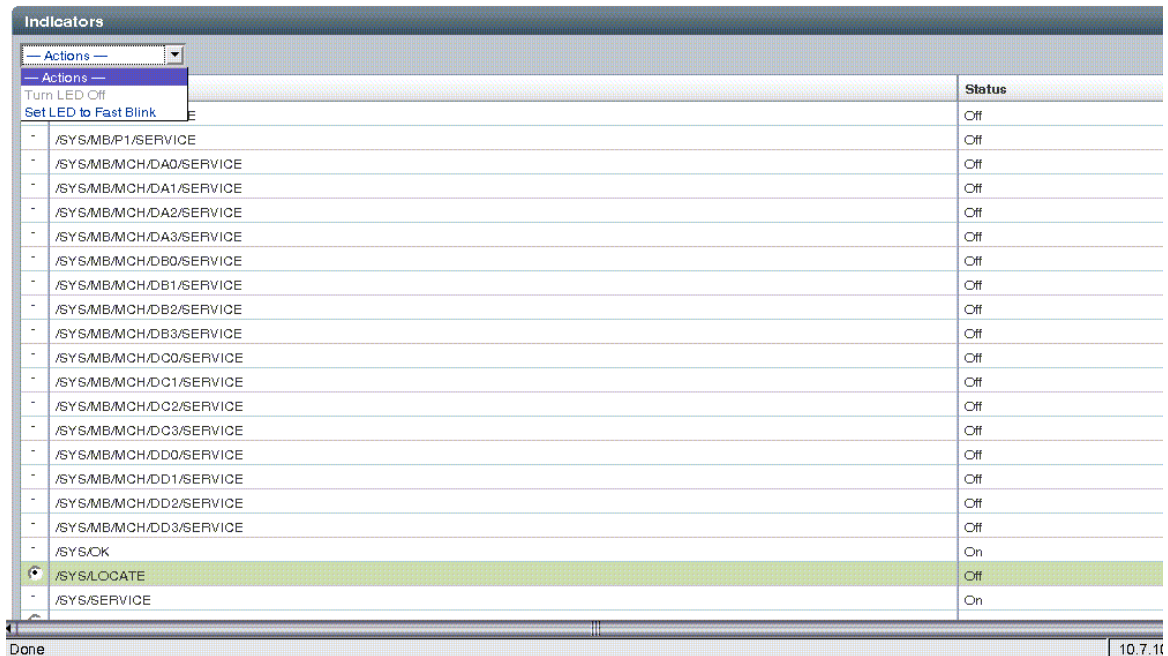 Indicators
— Actions —
— Actions —
Turn LED Off
Set LED to Fast Blink
Status
Off
- /SYS/MB/P1/SERVICE Off
- /SYS/MB/MCH/DA0/SERVICE Off
- /SYS/MB/MCH/DA1/SERVICE Off
- /SYS/MB/MCH/DA2/SERVICE Off
- /SYS/MB/MCH/DA3/SERVICE Off
- /SYS/MB/MCH/DB0/SERVICE Off
- /SYS/MB/MCH/DB1/SERVICE Off
- /SYS/MB/MCH/DB2/SERVICE Off
- /SYS/MB/MCH/DB3/SERVICE Off
- /SYS/MB/MCH/DC0/SERVICE Off
- /SYS/MB/MCH/DC1/SERVICE Off
- /SYS/MB/MCH/DC2/SERVICE Off
- /SYS/MB/MCH/DC3/SERVICE Off
- /SYS/MB/MCH/DD0/SERVICE Off
- /SYS/MB/MCH/DD1/SERVICE Off
- /SYS/MB/MCH/DD2/SERVICE Off
- /SYS/MB/MCH/DD3/SERVICE Off
- /SYS/OK On
/SYS/LOCATE Off
- /SYS/SERVICE On
Done 10.7.10